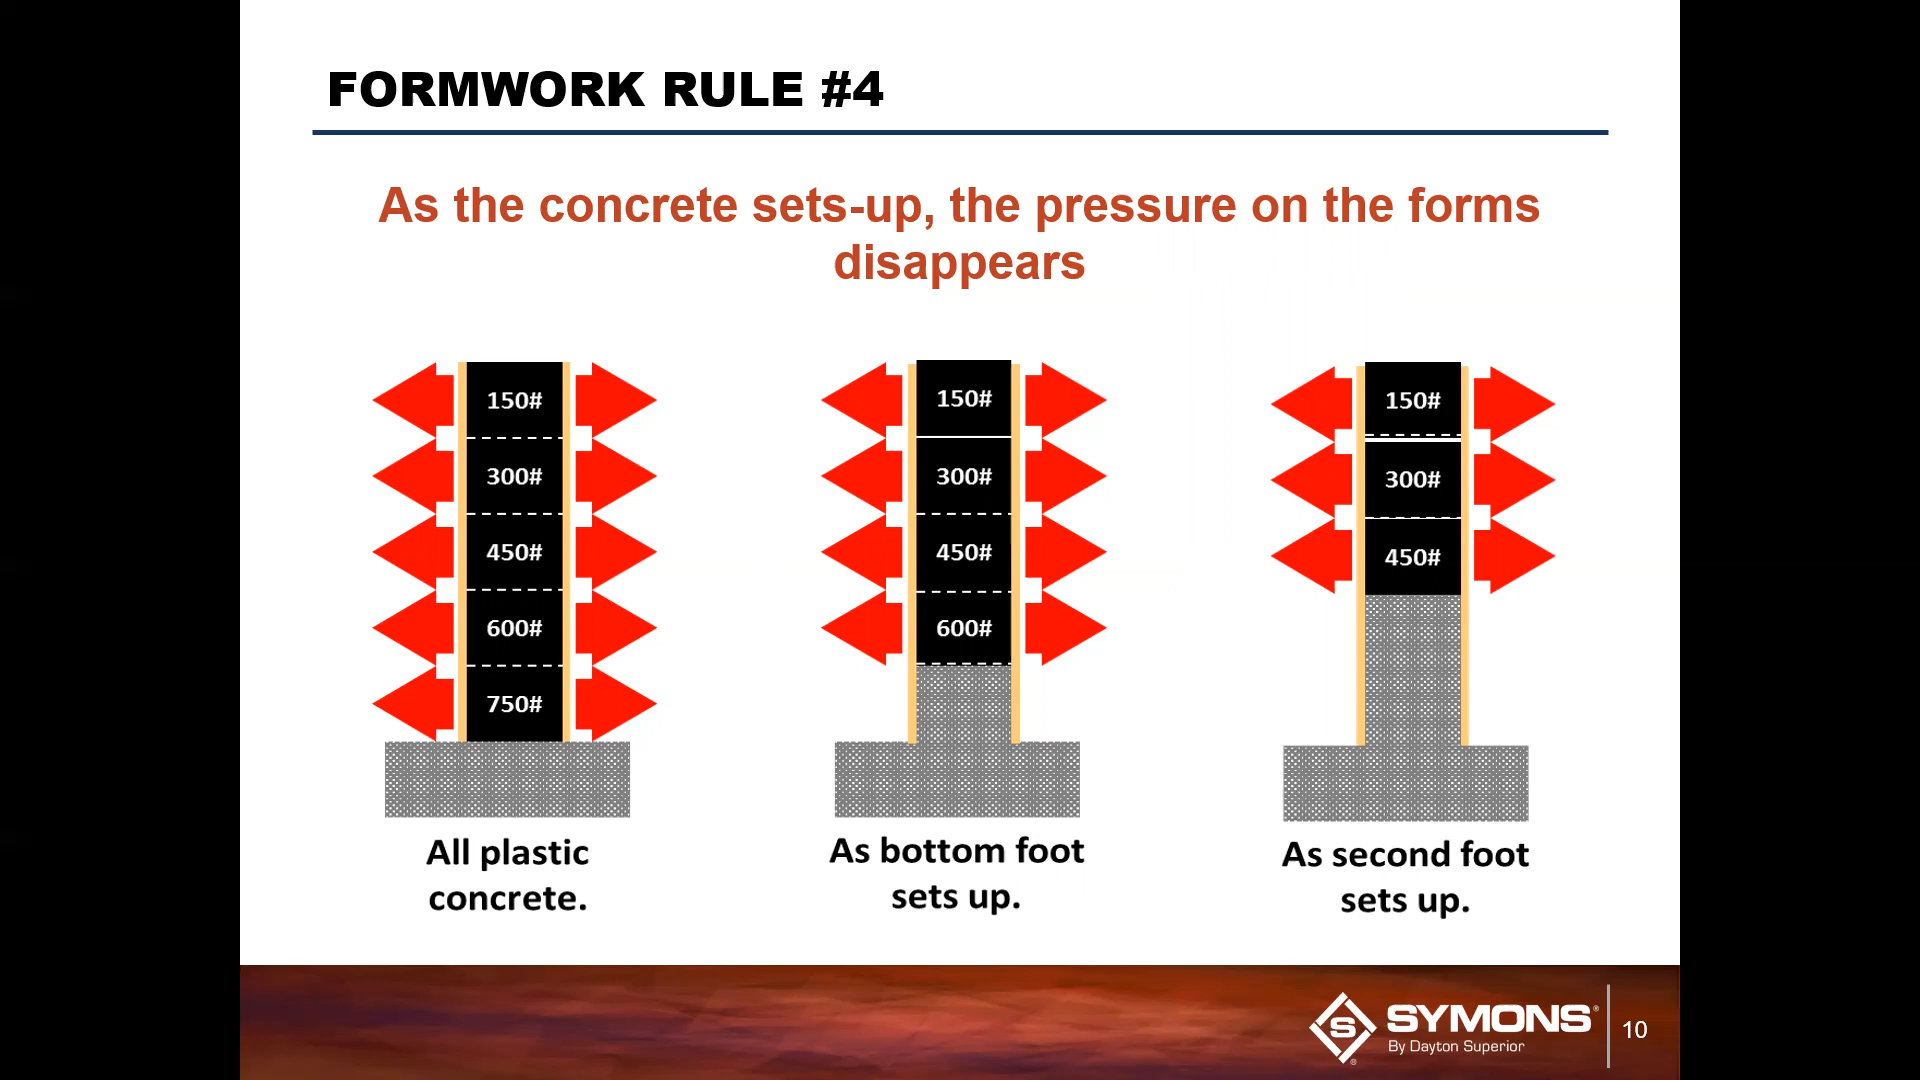 FORMWORK RULE #4
As the concrete sets-up, the pressure on the forms
disappears
150#
300#
450#
600#
750#
All plastic
concrete.
150#
300#
450#
600#
As bottom foot
sets up.
150#
300#
450#
As second foot
sets up.
S
SYMONS®
By Dayton Superior
®
10